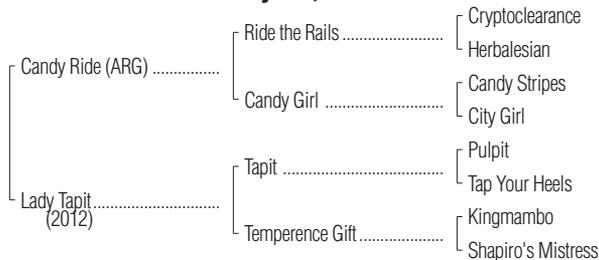 Cryptoclearance
Ride the Rails ........................
Herbalesian
Candy Ride (ARG) ................
Candy Stripes
Candy Girl ............................
City Girl
Pulpit
Tapit ......................................
Tap Your Heels
Lady Tapit..............................
(2012)
Kingmambo
Temperence Gift....................
Shapiro's Mistress